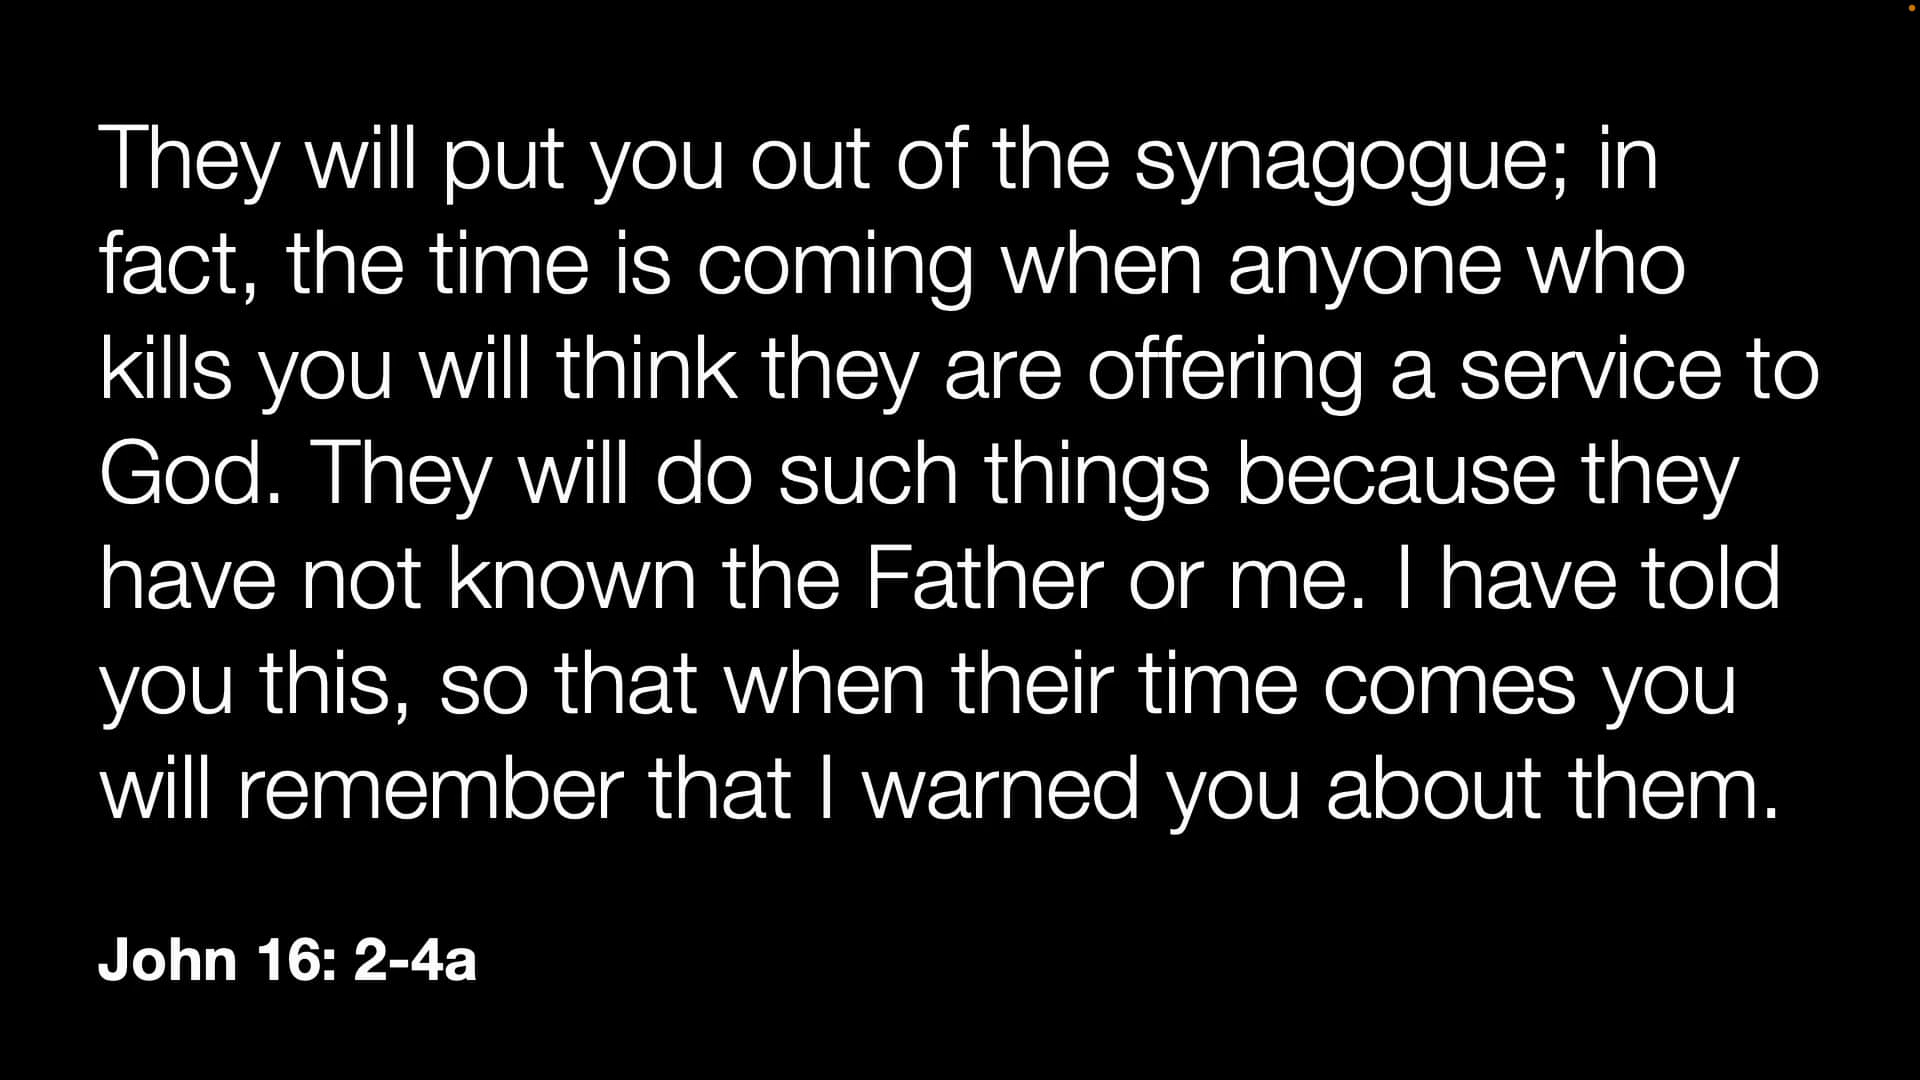 They will put you out of the synagogue; in
fact, the time is coming when anyone who
kills you will think they are offering a service to
God. They will do such things because they
have not known the Father or me. I have told
you this, so that when their time comes you
will remember that I warned you about them.
John 16: 2-4a